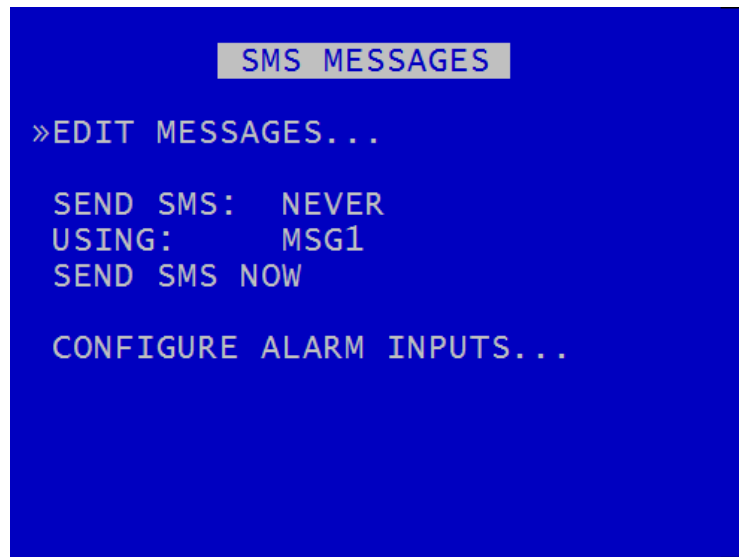 SMS MESSAGES
»EDIT MESSAGES...
SEND SMS: NEVER
USING: MSG1
SEND SMS NOW
CONFIGURE ALARM INPUTS...